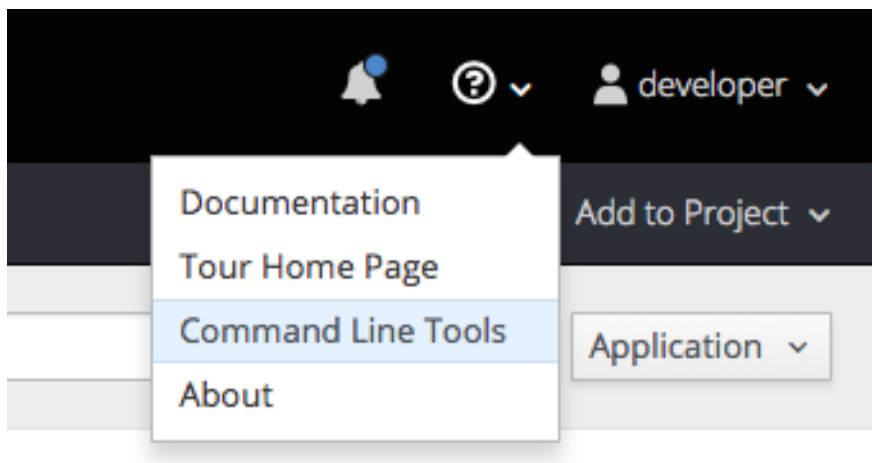 developer
Documentation
Add to Project
Tour Home Page
Command Line Tools
Application
About